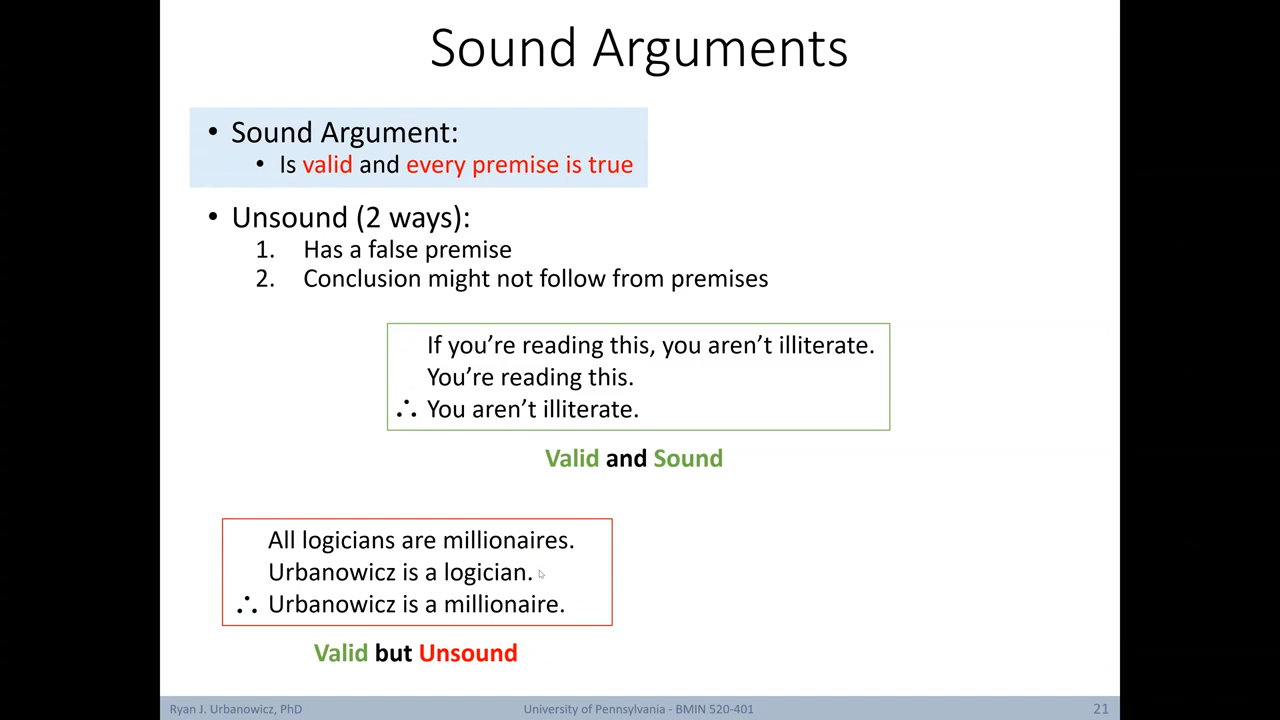 Sound Arguments
• Sound Argument:
• Is valid and every premise is true
• Unsound (2 ways):
1. Has a false premise
2. Conclusion might not follow from premises
If you’re reading this, you aren’t illiterate.
You’re reading this.
∴ You aren’t illiterate.
Valid and Sound
All logicians are millionaires.
Urbanowicz is a logician.
∴ Urbanowicz is a millionaire.
Valid but Unsound
Ryan J. Urbanowicz, PhD
University of Pennsylvania - BMIN 520-401
21